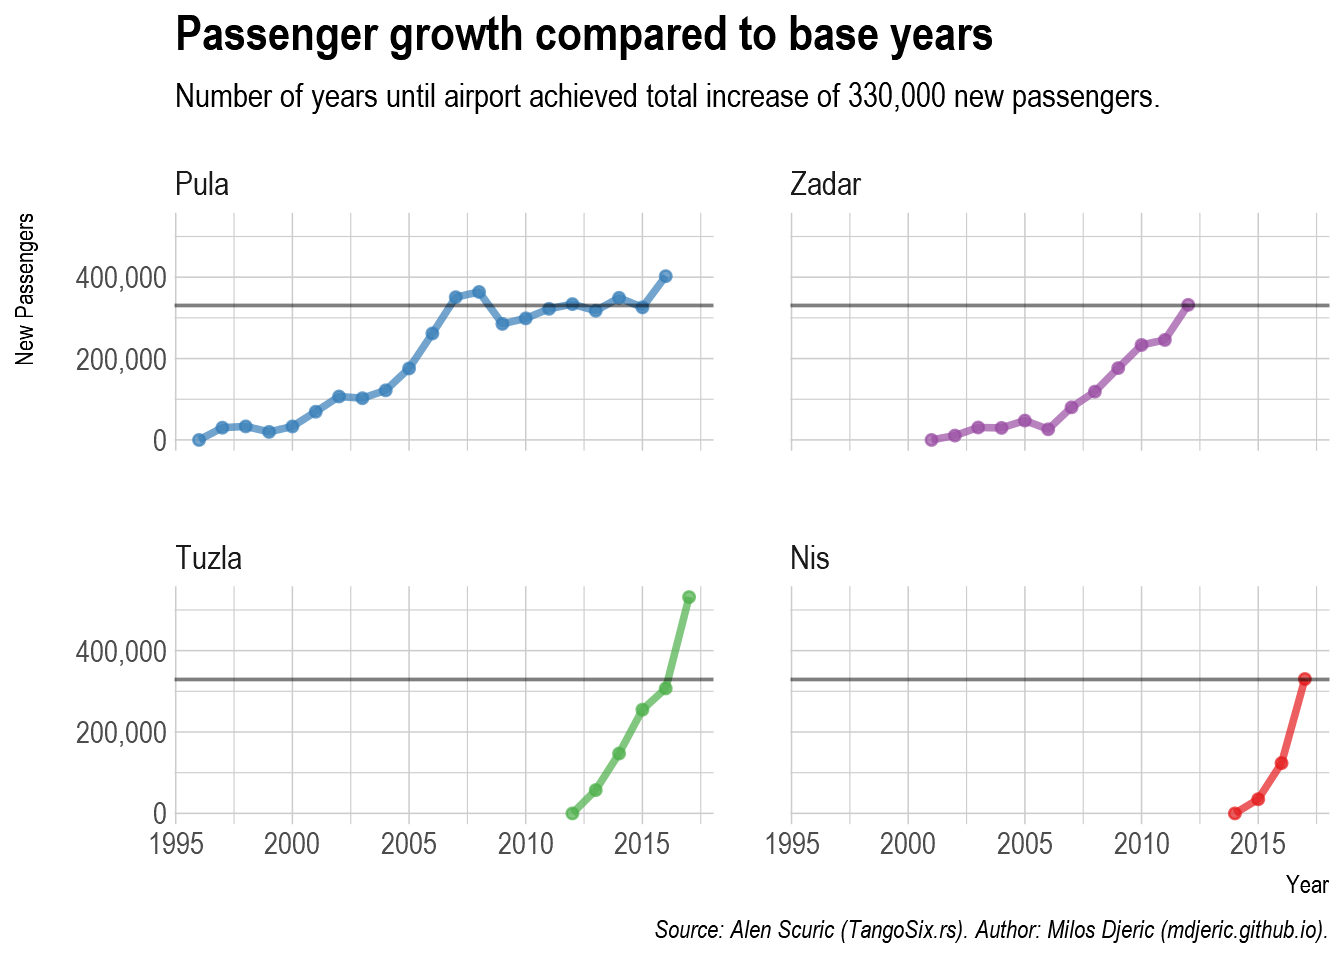 Passenger growth compared to base years
Number of years until airport achieved total increase of 330,000 new passengers.
Pula
Zadar
New Passengers
400,000
200,000
0
Tuzla
Nis
400,000
200,000
0
1995 2000 2005 2010 2015
1995 2000 2005 2010 2015
Year
Source: Alen Scuric (TangoSix.rs). Author: Milos Djeric (mdjeric.github.io).